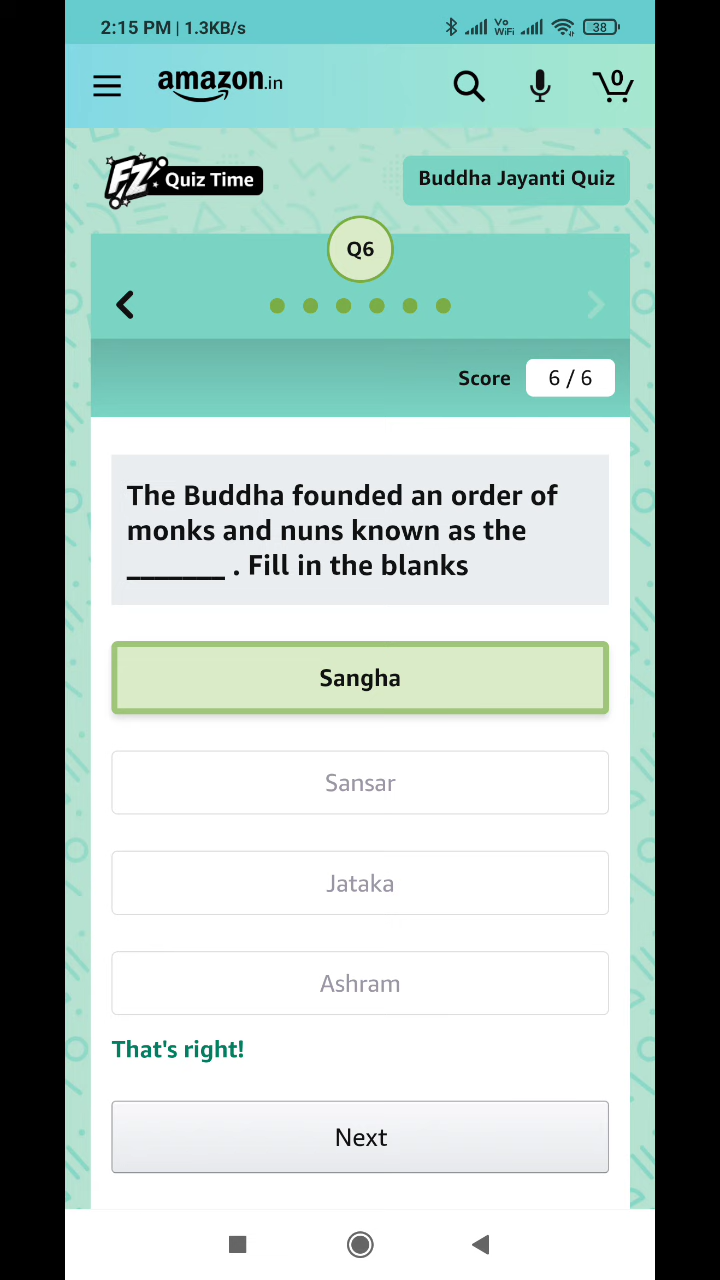 2:15 PM | 1.3KB/s
Vo
WiFi
38
amazon.in
0
FZ Quiz Time
Buddha Jayanti Quiz
Q6
Score 6 / 6
The Buddha founded an order of
monks and nuns known as the
_______ . Fill in the blanks
Sangha
Sansar
Jataka
Ashram
That's right!
Next